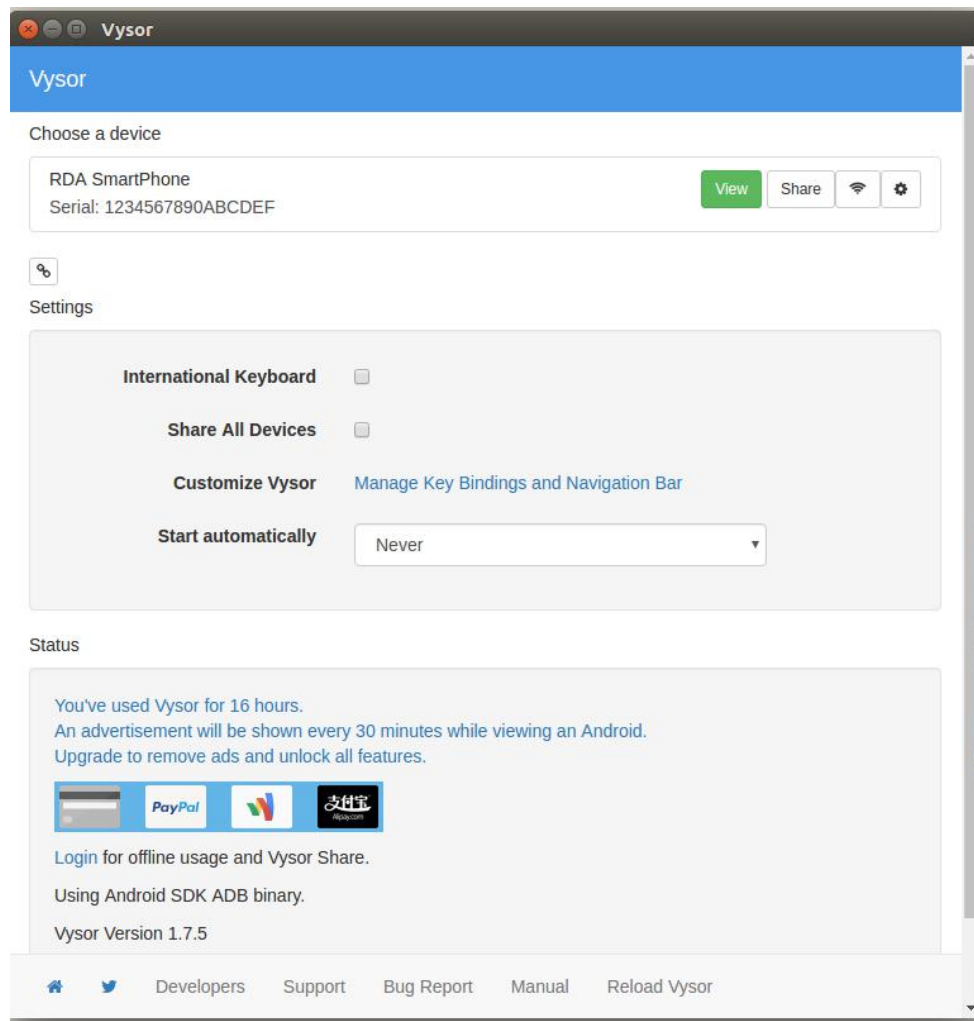 Vysor
Vysor
Choose a device
RDA SmartPhone
Serial: 1234567890ABCDEF
View
Share
Settings
International Keyboard
Share All Devices
Customize Vysor Manage Key Bindings and Navigation Bar
Start automatically Never
Status
You've used Vysor for 16 hours.
An advertisement will be shown every 30 minutes while viewing an Android.
Upgrade to remove ads and unlock all features.
PayPal 支付宝
Alipay.com
Login for offline usage and Vysor Share.
Using Android SDK ADB binary.
Vysor Version 1.7.5
Developers Support Bug Report Manual Reload Vysor